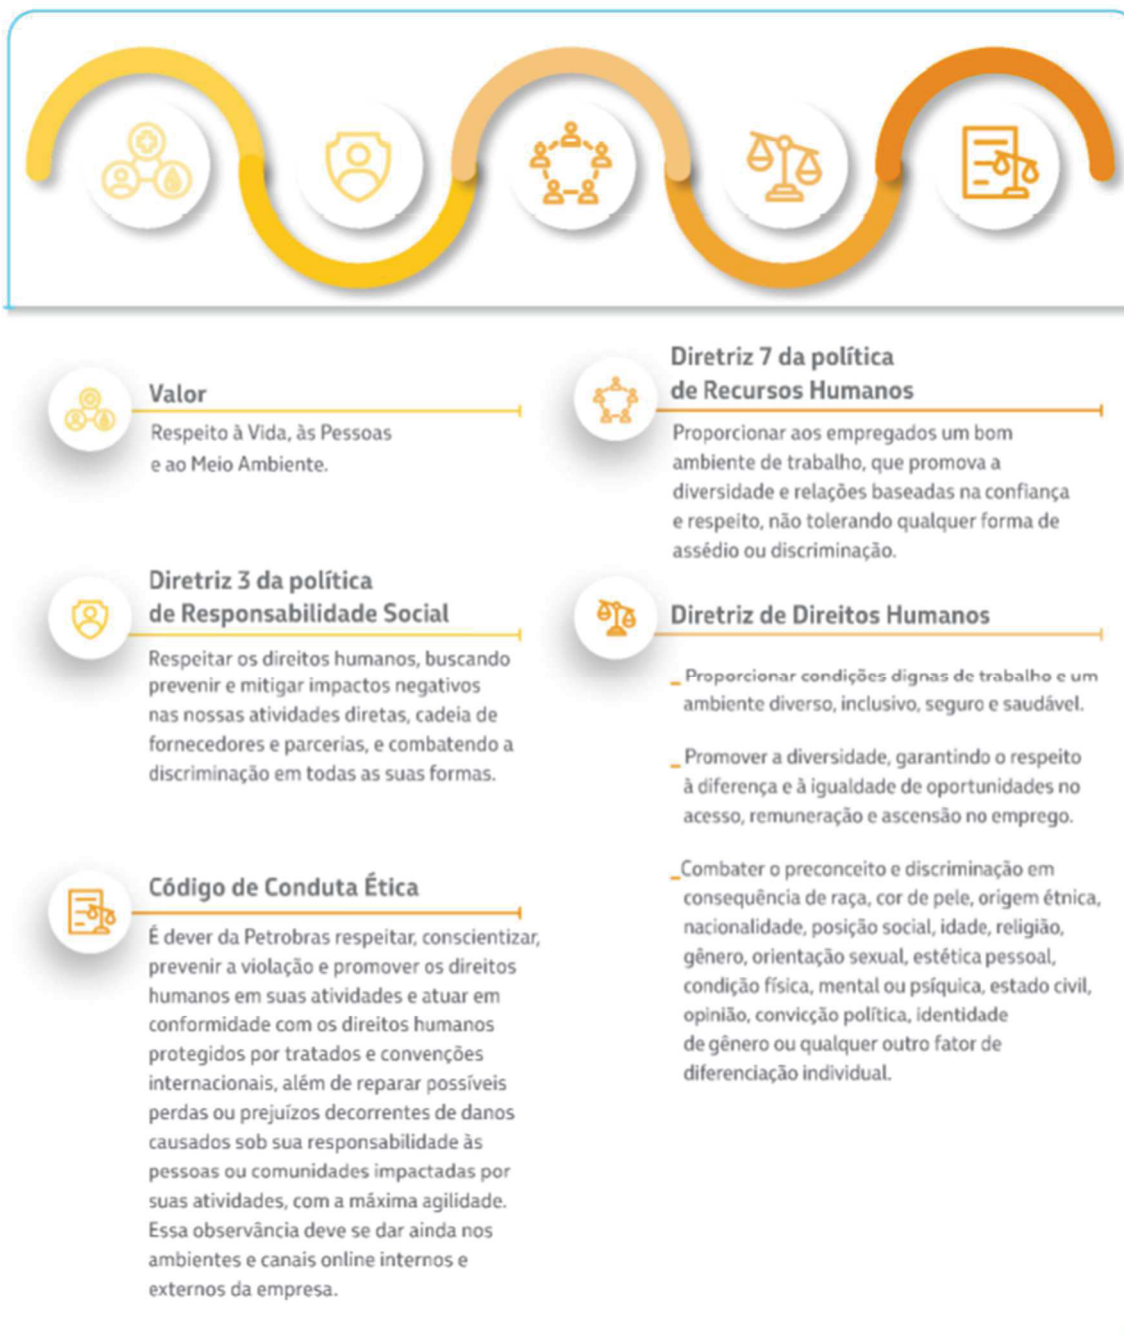 Valor
Respeito à Vida, às Pessoas
e ao Meio Ambiente.
Diretriz 3 da política
de Responsabilidade Social
Respeitar os direitos humanos, buscando
prevenir e mitigar impactos negativos
nas nossas atividades diretas, cadeia de
fornecedores e parcerias, e combatendo a
discriminação em todas as suas formas.
Código de Conduta Ética
É dever da Petrobras respeitar, conscientizar,
prevenir a violação e promover os direitos
humanos em suas atividades e atuar em
conformidade com os direitos humanos
protegidos por tratados e convenções
internacionais, além de reparar possíveis
perdas ou prejuízos decorrentes de danos
causados sob sua responsabilidade às
pessoas ou comunidades impactadas por
suas atividades, com a máxima agilidade.
Essa observância deve se dar ainda nos
ambientes e canais online internos e
externos da empresa.
Diretriz 7 da política
de Recursos Humanos
Proporcionar aos empregados um bom
ambiente de trabalho, que promova a
diversidade e relações baseadas na confiança
e respeito, não tolerando qualquer forma de
assédio ou discriminação.
Diretriz de Direitos Humanos
_ Proporcionar condições dignas de trabalho e um
ambiente diverso, inclusivo, seguro e saudável.
_ Promover a diversidade, garantindo o respeito
à diferença e à igualdade de oportunidades no
acesso, remuneração e ascensão no emprego.
_Combater o preconceito e discriminação em
consequência de raça, cor de pele, origem étnica,
nacionalidade, posição social, idade, religião,
gênero, orientação sexual, estética pessoal,
condição física, mental ou psíquica, estado civil,
opinião, convicção política, identidade
de gênero ou qualquer outro fator de
diferenciação individual.